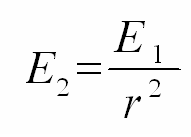 E₂ = E₁ / r²